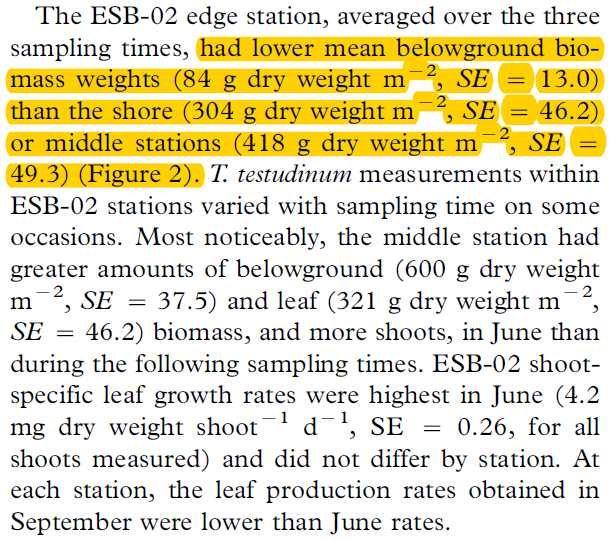 The ESB-02 edge station, averaged over the three
sampling times, had lower mean belowground bio-
mass weights (84 g dry weight m⁻², SE = 13.0)
than the shore (304 g dry weight m⁻², SE = 46.2)
or middle stations (418 g dry weight m⁻², SE =
49.3) (Figure 2). T. testudinum measurements within
ESB-02 stations varied with sampling time on some
occasions. Most noticeably, the middle station had
greater amounts of belowground (600 g dry weight
m⁻², SE = 37.5) and leaf (321 g dry weight m⁻²,
SE = 46.2) biomass, and more shoots, in June than
during the following sampling times. ESB-02 shoot-
specific leaf growth rates were highest in June (4.2
mg dry weight shoot⁻¹ d⁻¹, SE = 0.26, for all
shoots measured) and did not differ by station. At
each station, the leaf production rates obtained in
September were lower than June rates.